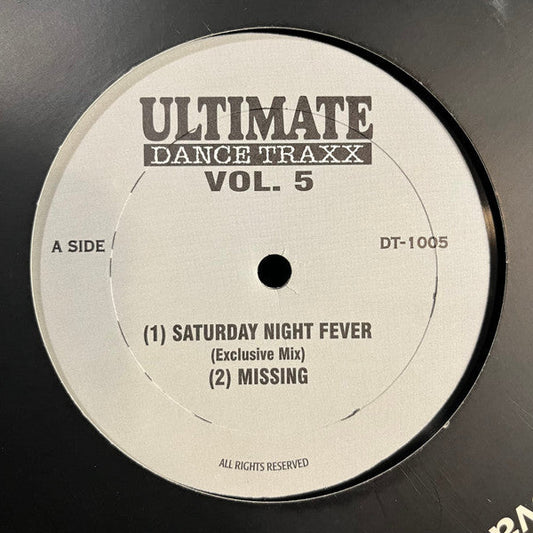 ULTIMATE
DANCE TRAXX
VOL. 5
A SIDE
DT-1005
(1) SATURDAY NIGHT FEVER
(Exclusive Mix)
(2) MISSING
ALL RIGHTS RESERVED